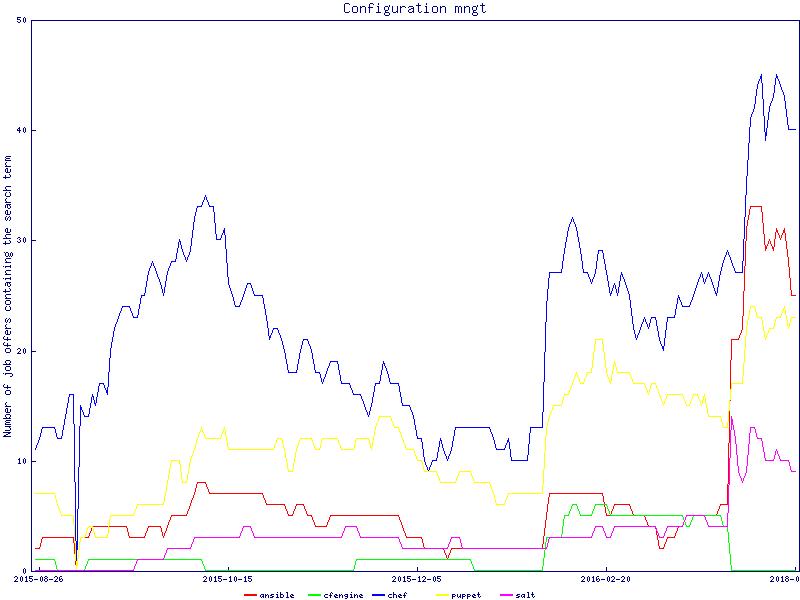 Configuration mngt
Number of job offers containing the search term
50
40
30
20
10
0
2015-08-26
2015-10-15
2015-12-05
2016-02-20
2018-0
ansible
cfengine
chef
puppet
salt